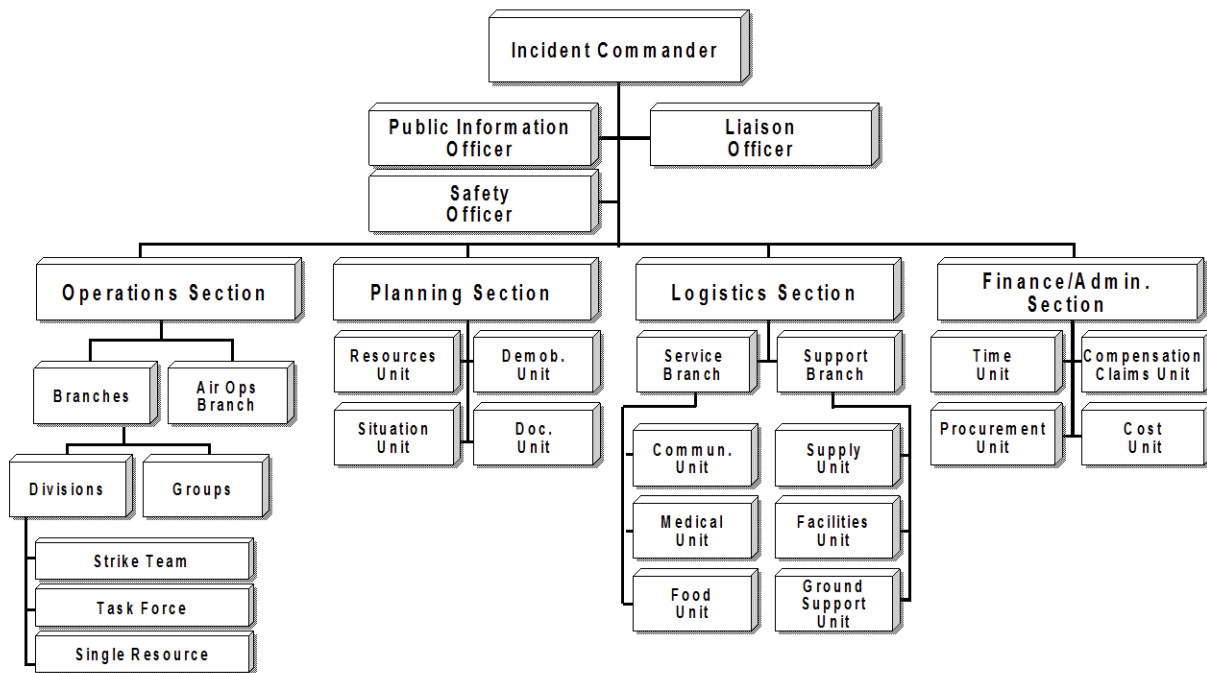 Incident Commander
Public Information
Officer
Liaison
Officer
Safety
Officer
Operations Section
Planning Section
Logistics Section
Finance/Admin.
Section
Branches
Air Ops
Branch
Divisions
Groups
Strike Team
Task Force
Single Resource
Resources
Unit
Demob.
Unit
Situation
Unit
Doc.
Unit
Service
Branch
Support
Branch
Commun.
Unit
Supply
Unit
Medical
Unit
Facilities
Unit
Food
Unit
Ground
Support
Unit
Time
Unit
Compensation
Claims Unit
Procurement
Unit
Cost
Unit